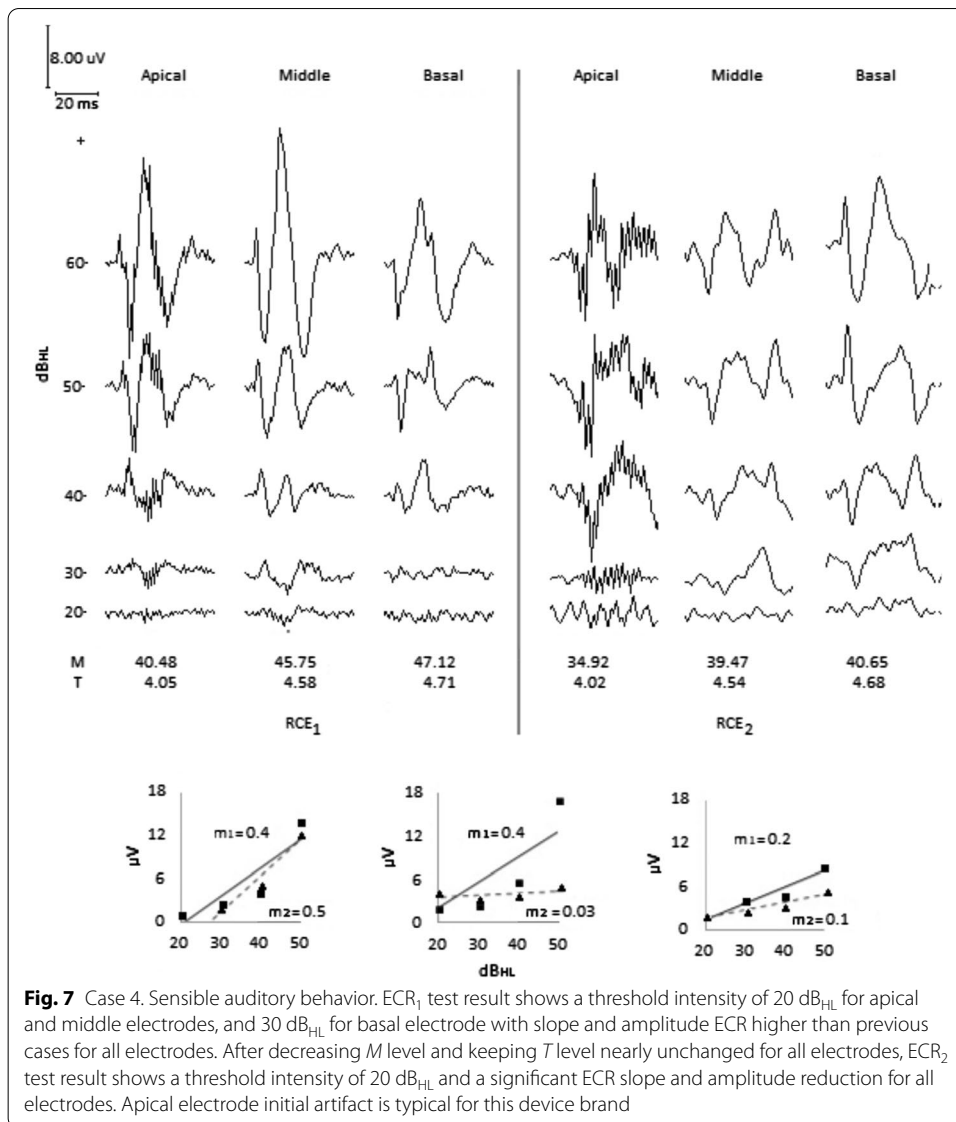 8.00 uV
20 ms
Apical Middle Basal Apical Middle Basal
+
60-
50-
40-
30-
20-
dBHL
M 40.48 45.75 47.12 34.92 39.47 40.65
T 4.05 4.58 4.71 4.02 4.54 4.68
RCE1 RCE2
18
12
6
0
µV
m1=0.4
m2=0.5
20 30 40 50
18
12
6
0
µV
m1=0.4
m2=0.03
20 30 40 50
dBHL
18
12
6
0
µV
m1=0.2
m2=0.1
20 30 40 50
Fig. 7 Case 4. Sensible auditory behavior. ECR1 test result shows a threshold intensity of 20 dBHL for apical
and middle electrodes, and 30 dBHL for basal electrode with slope and amplitude ECR higher than previous
cases for all electrodes. After decreasing M level and keeping T level nearly unchanged for all electrodes, ECR2
test result shows a threshold intensity of 20 dBHL and a significant ECR slope and amplitude reduction for all
electrodes. Apical electrode initial artifact is typical for this device brand